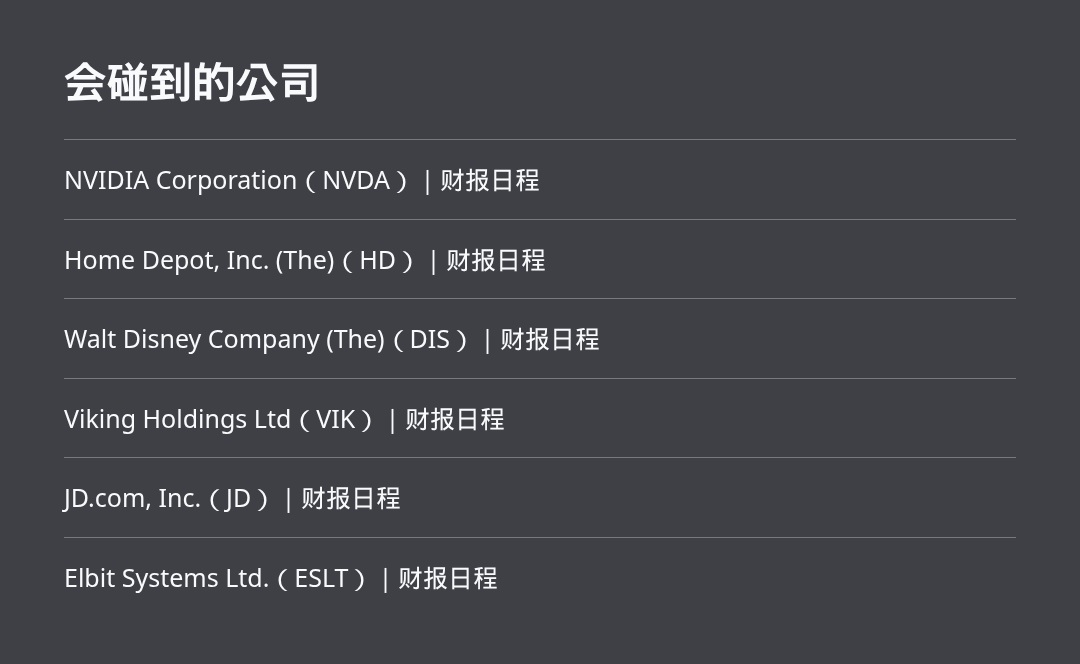 会碰到的公司
NVIDIA Corporation（NVDA）｜财报日程
Home Depot, Inc. (The)（HD）｜财报日程
Walt Disney Company (The)（DIS）｜财报日程
Viking Holdings Ltd（VIK）｜财报日程
JD.com, Inc.（JD）｜财报日程
Elbit Systems Ltd.（ESLT）｜财报日程